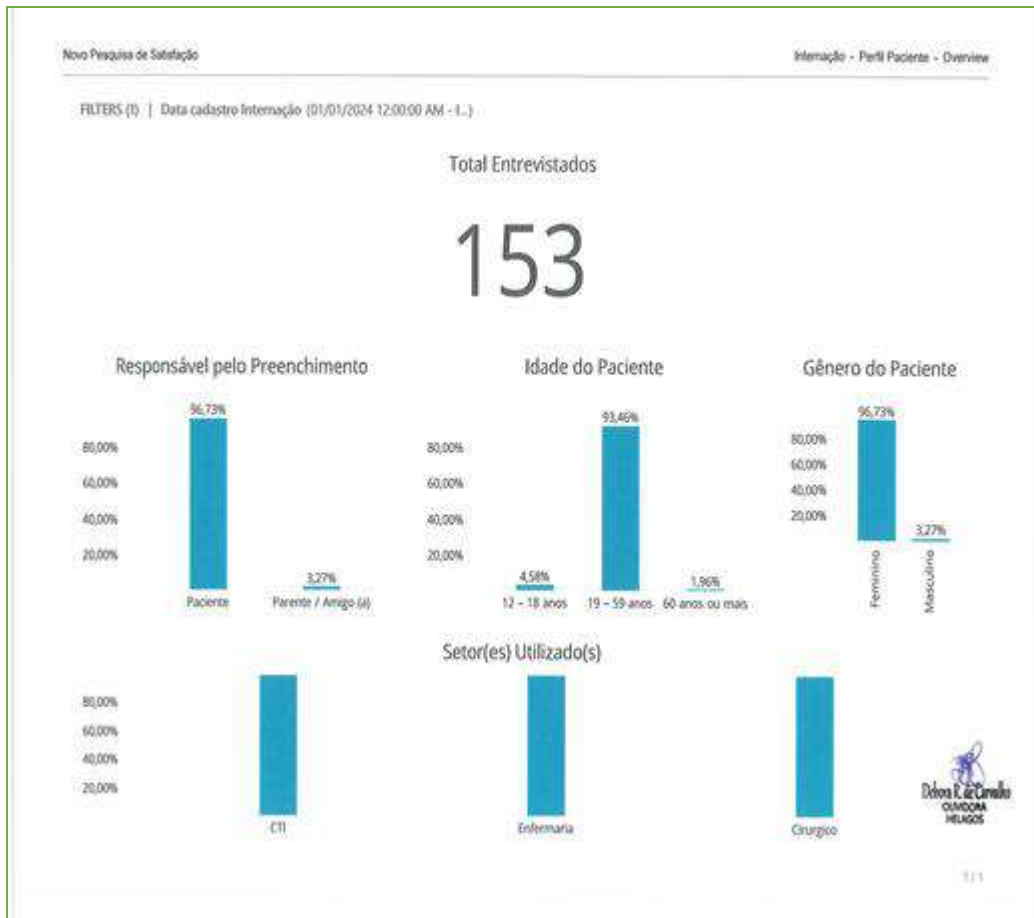 Novo Pesquisa de Satisfação
Internação - Perfil Paciente - Overview
FILTERS (1) | Data cadastro Internação (01/01/2024 12:00:00 AM - I...)
Total Entrevistados
153
Responsável pelo Preenchimento
96,73%
80,00%
60,00%
40,00%
20,00%
3,27%
Paciente
Parente / Amigo (a)
Idade do Paciente
93,46%
80,00%
60,00%
40,00%
20,00%
4,58%
1,96%
12 – 18 anos
19 – 59 anos
60 anos ou mais
Gênero do Paciente
96,73%
80,00%
60,00%
40,00%
20,00%
3,27%
Feminino
Masculino
Setor(es) Utilizado(s)
80,00%
60,00%
40,00%
20,00%
CTI
Enfermaria
Cirurgico
Debora R. de Carvalho
OUVIDORA
HELAGOS
1 / 1